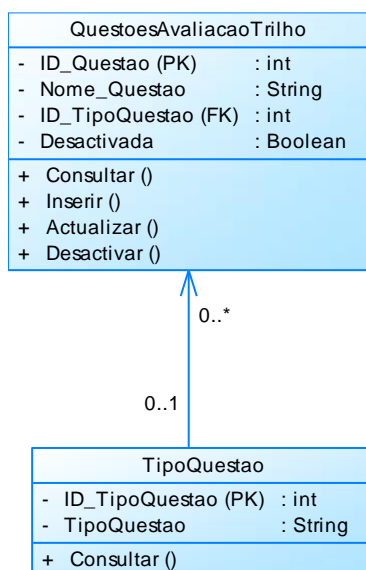 QuestoesAvaliacaoTrilho
- ID_Questao (PK) : int
- Nome_Questao : String
- ID_TipoQuestao (FK) : int
- Desactivada : Boolean
+ Consultar ()
+ Inserir ()
+ Actualizar ()
+ Desactivar ()
0..*
0..1
TipoQuestao
- ID_TipoQuestao (PK) : int
- TipoQuestao : String
+ Consultar ()